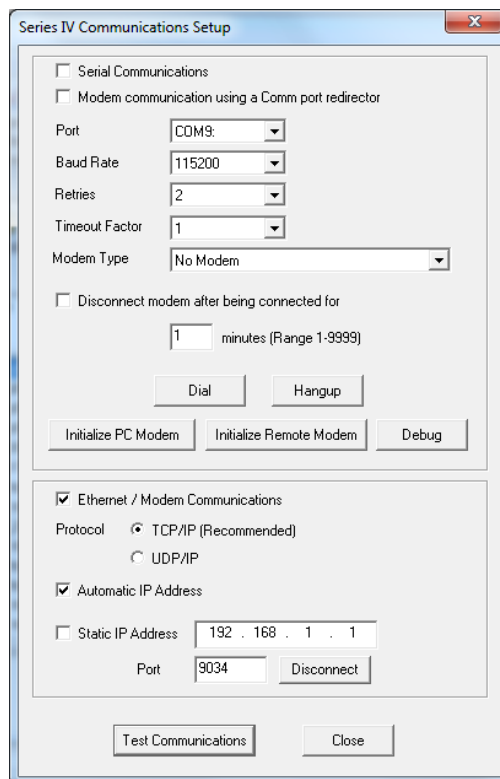 Series IV Communications Setup
Serial Communications
Modem communication using a Comm port redirector
Port COM9:
Baud Rate 115200
Retries 2
Timeout Factor 1
Modem Type No Modem
Disconnect modem after being connected for
1 minutes (Range 1-9999)
Dial Hangup
Initialize PC Modem Initialize Remote Modem Debug
Ethernet / Modem Communications
Protocol TCP/IP (Recommended)
UDP/IP
Automatic IP Address
Static IP Address 192 . 168 . 1 . 1
Port 9034 Disconnect
Test Communications Close